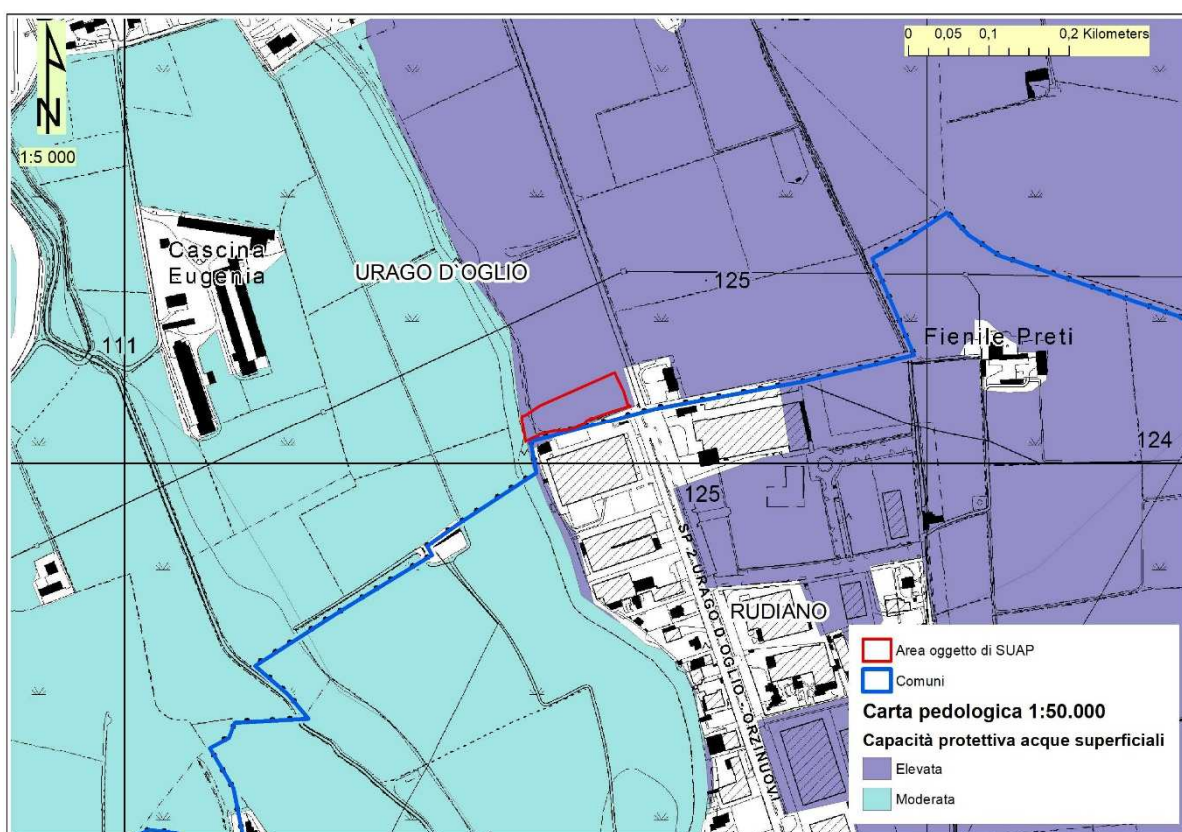 0 0,05 0,1 0,2 Kilometers
N
1:5 000
Cascina
Eugenia
URAGO D`OGLIO
125
111
Fienile Preti
124
125
SP.2 URAGO D`OGLIO - ORZINUOVI
RUDIANO
Area oggetto di SUAP
Comuni
Carta pedologica 1:50.000
Capacità protettiva acque superficiali
Elevata
Moderata